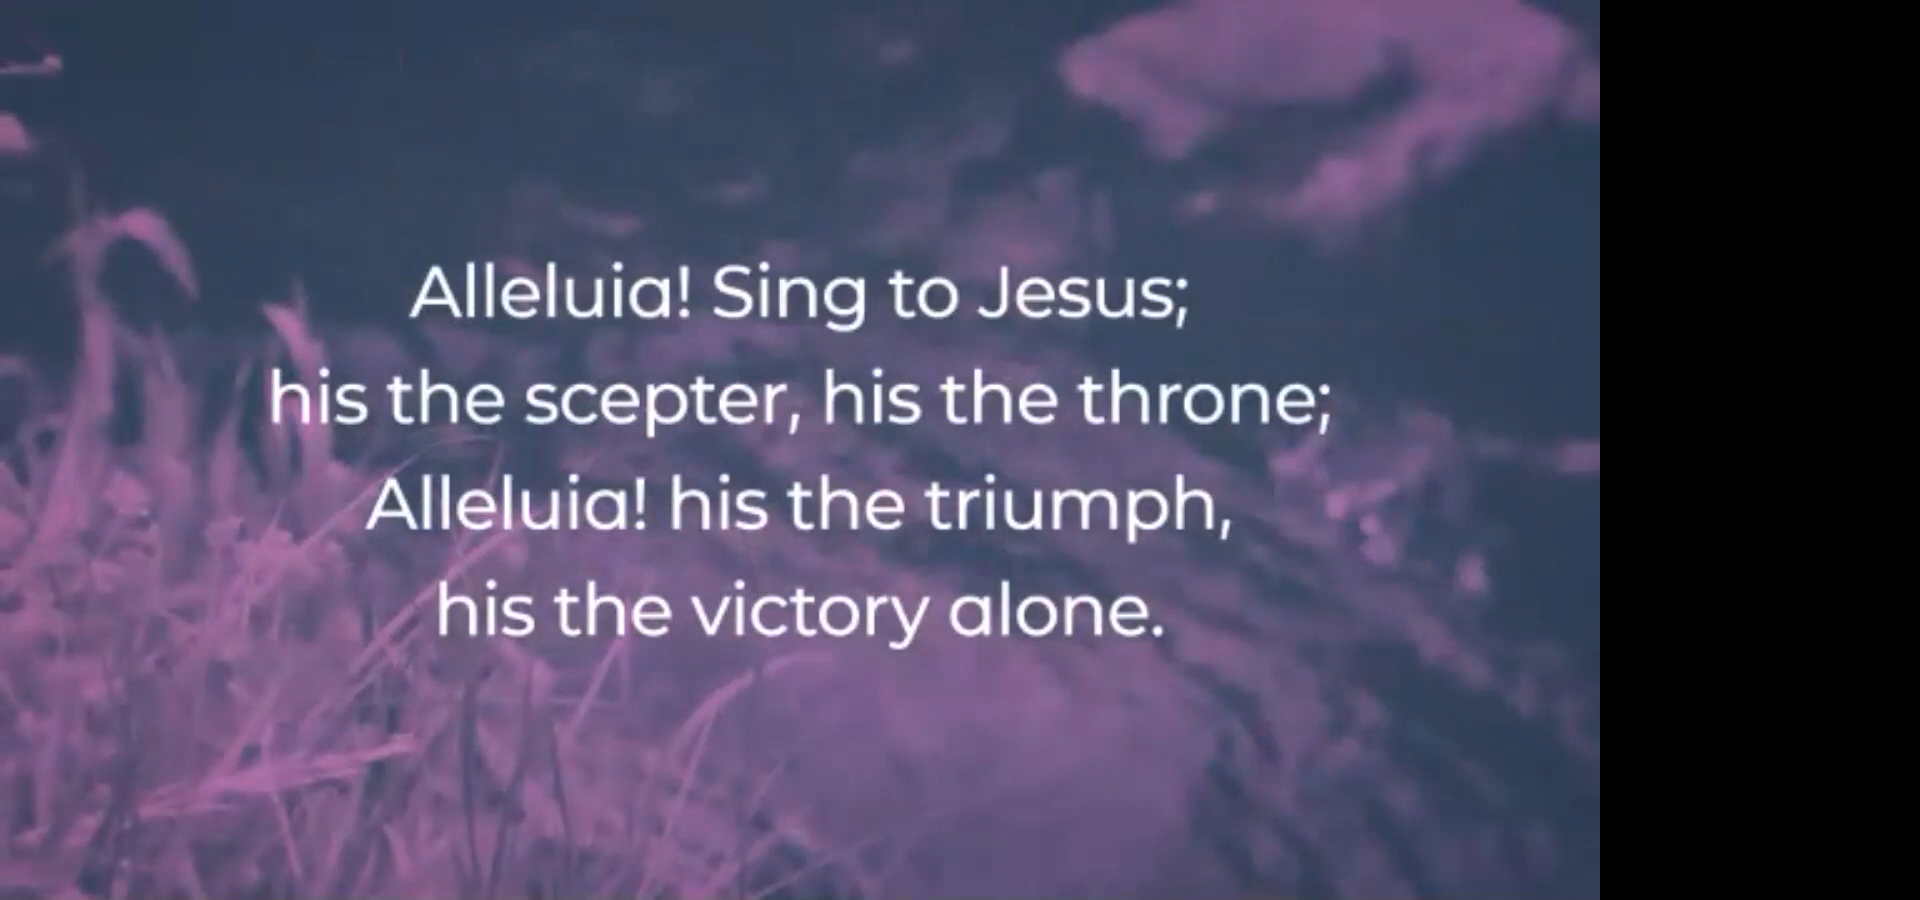 Alleluia! Sing to Jesus;
his the scepter, his the throne;
Alleluia! his the triumph,
his the victory alone.